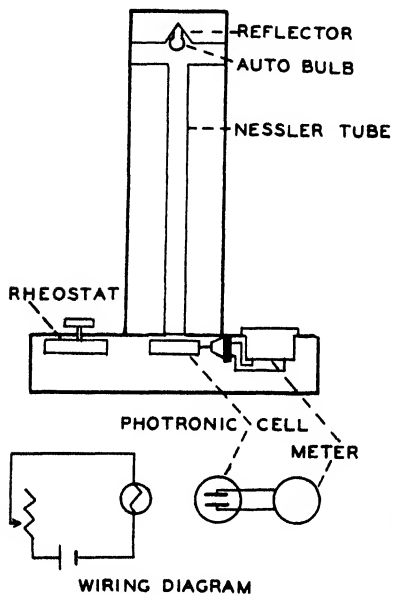 REFLECTOR
AUTO BULB
NESSLER TUBE
RHEOSTAT
PHOTRONIC CELL
METER
WIRING DIAGRAM